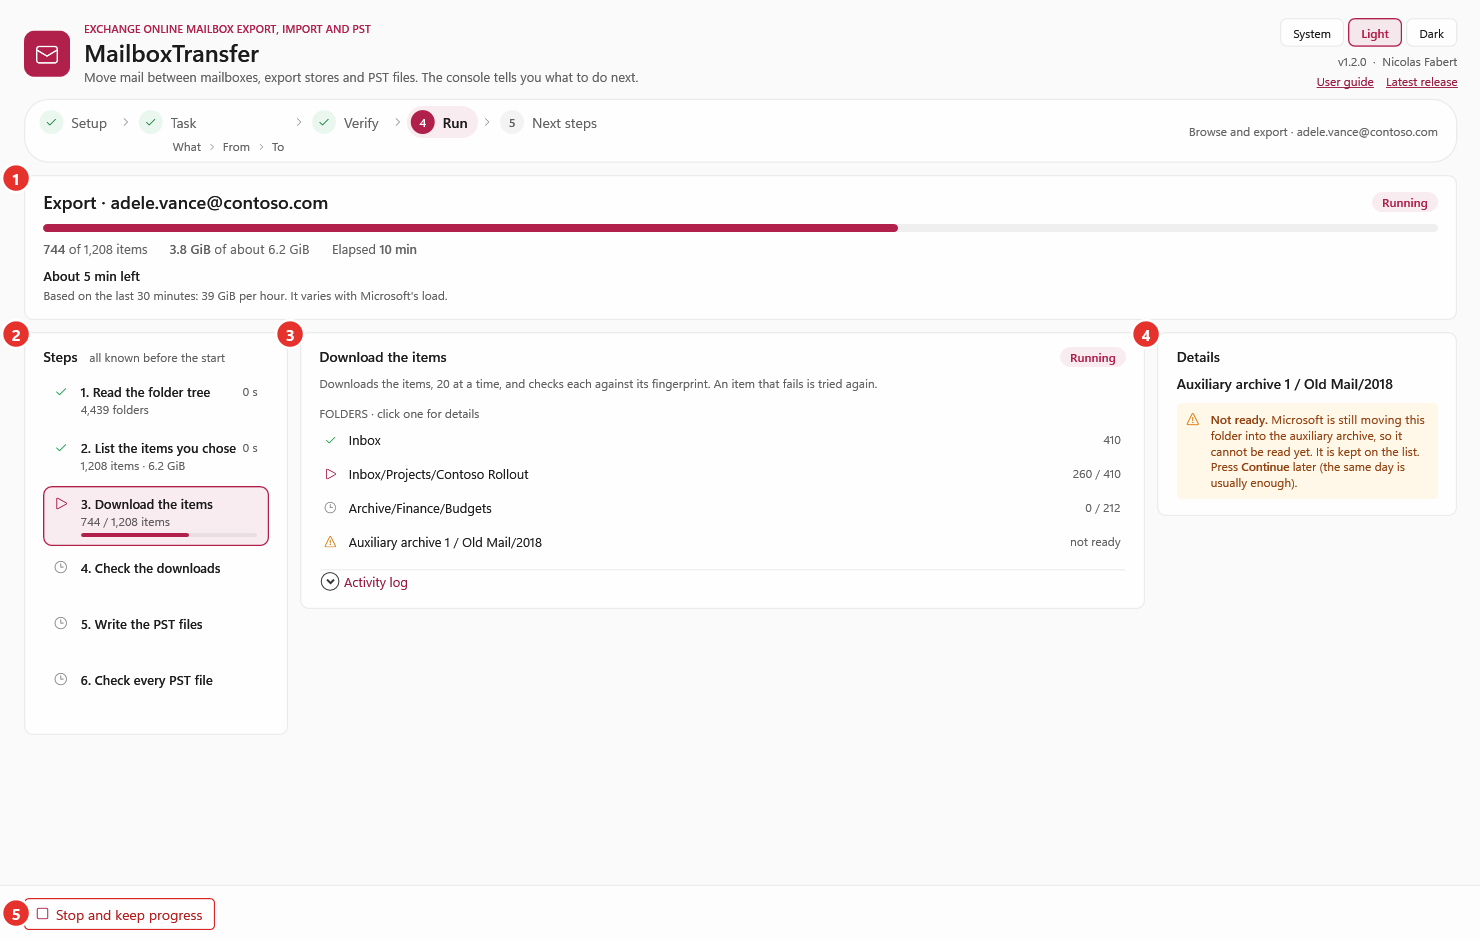 EXCHANGE ONLINE MAILBOX EXPORT, IMPORT AND PST
MailboxTransfer
Move mail between mailboxes, export stores and PST files. The console tells you what to do next.
System
Light
Dark
v1.2.0 · Nicolas Fabert
User guide
Latest release
Setup
Task
Verify
4
Run
5
Next steps
What
From
To
Browse and export · adele.vance@contoso.com
1
Export · adele.vance@contoso.com
Running
744 of 1,208 items
3.8 GiB of about 6.2 GiB
Elapsed 10 min
About 5 min left
Based on the last 30 minutes: 39 GiB per hour. It varies with Microsoft's load.
2
Steps all known before the start
1. Read the folder tree 0 s
4,439 folders
2. List the items you chose 0 s
1,208 items · 6.2 GiB
3. Download the items
744 / 1,208 items
4. Check the downloads
5. Write the PST files
6. Check every PST file
3
Download the items
Running
Downloads the items, 20 at a time, and checks each against its fingerprint. An item that fails is tried again.
FOLDERS · click one for details
Inbox 410
Inbox/Projects/Contoso Rollout 260 / 410
Archive/Finance/Budgets 0 / 212
Auxiliary archive 1 / Old Mail/2018 not ready
Activity log
4
Details
Auxiliary archive 1 / Old Mail/2018
Not ready. Microsoft is still moving this
folder into the auxiliary archive, so it
cannot be read yet. It is kept on the list.
Press Continue later (the same day is
usually enough).
5
Stop and keep progress